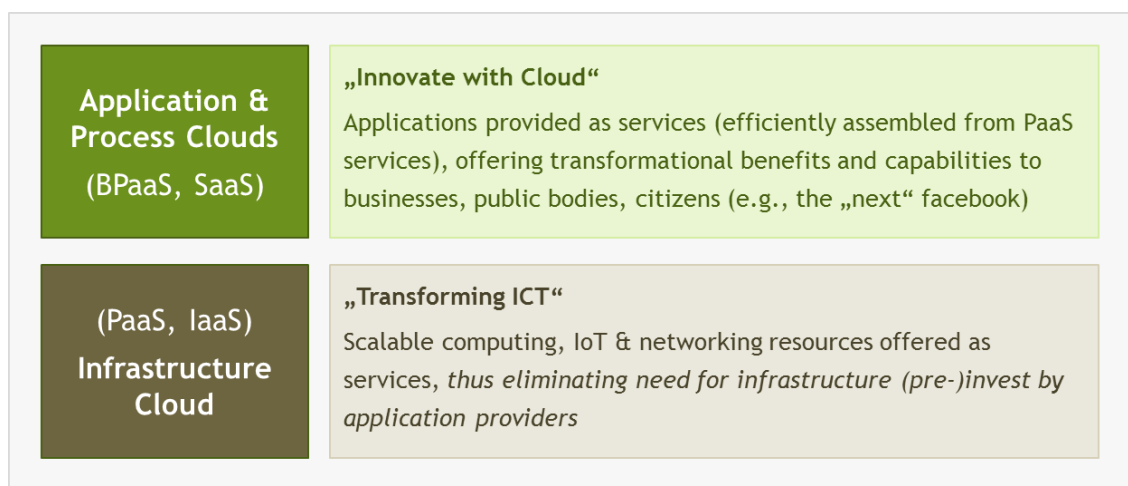 Application &
Process Clouds
(BPaaS, SaaS)
„Innovate with Cloud“
Applications provided as services (efficiently assembled from PaaS
services), offering transformational benefits and capabilities to
businesses, public bodies, citizens (e.g., the „next“ facebook)
(PaaS, IaaS)
Infrastructure
Cloud
„Transforming ICT“
Scalable computing, IoT & networking resources offered as
services, thus eliminating need for infrastructure (pre-)invest by
application providers